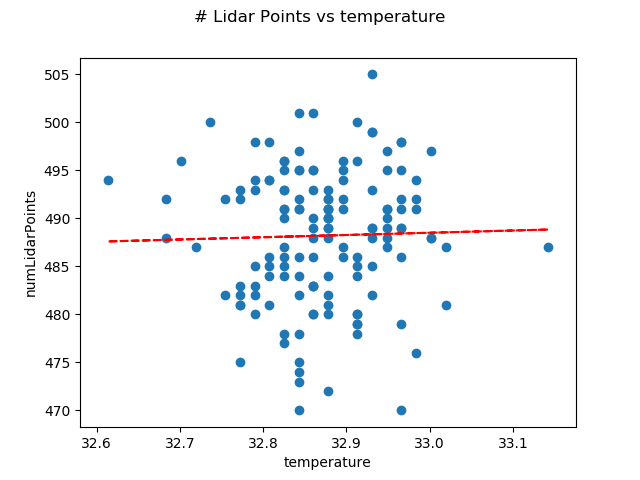 # Lidar Points vs temperature
numLidarPoints
505
500
495
490
485
480
475
470
32.6 32.7 32.8 32.9 33.0 33.1
temperature